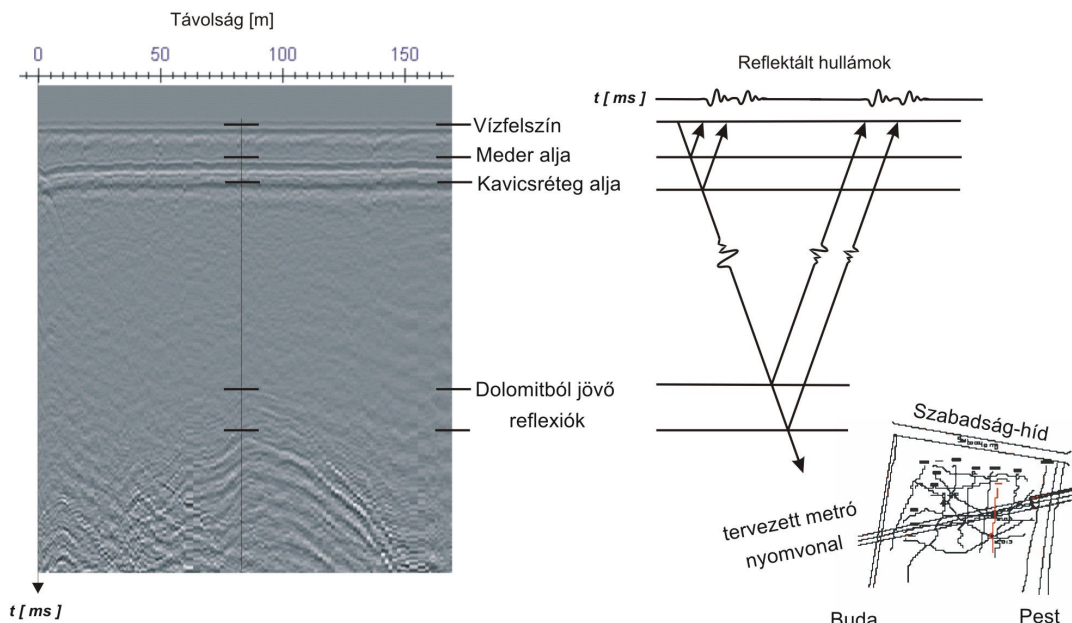 Távolság [m]
0 50 100 150
Vízfelszín
Meder alja
Kavicsréteg alja
Dolomitból jövő
reflexiók
t [ ms ]
Reflektált hullámok
t [ ms ]
Szabadság-híd
tervezett metró
nyomvonal
Buda
Pest